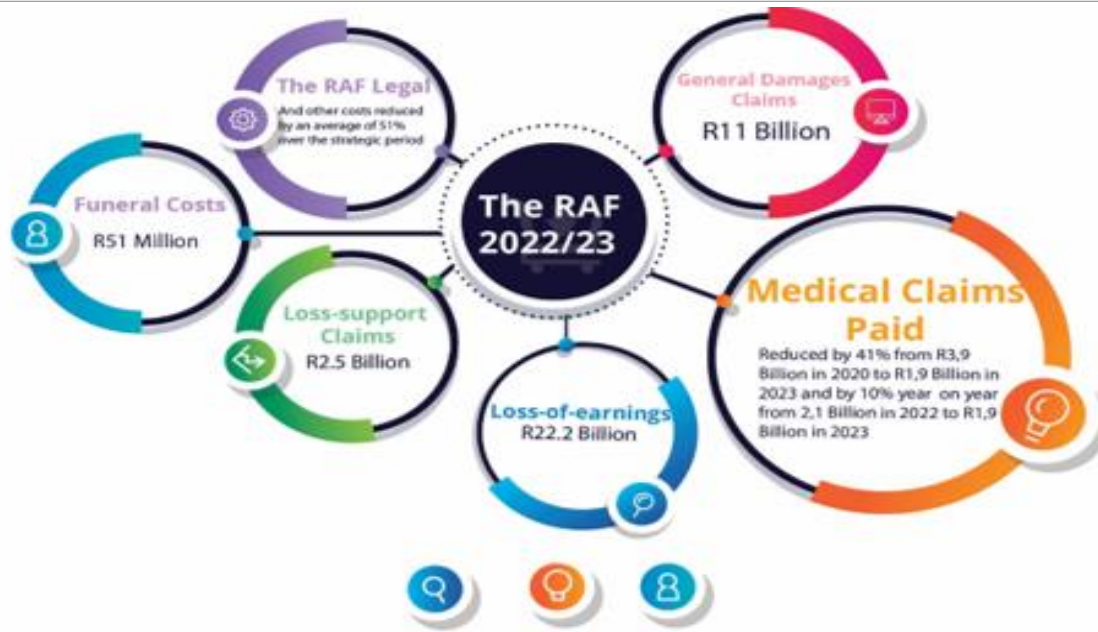 The RAF Legal
And other costs reduced
by an average of 51%
over the strategic period
General Damages
Claims
R11 Billion
Funeral Costs
R51 Million
The RAF
2022/23
Loss-support
Claims
R2.5 Billion
Medical Claims
Paid
Reduced by 41% from R3,9
Billion in 2020 to R1,9 Billion in
2023 and by 10% year on year
from 2,1 Billion in 2022 to R1,9
Billion in 2023
Loss-of-earnings
R22.2 Billion